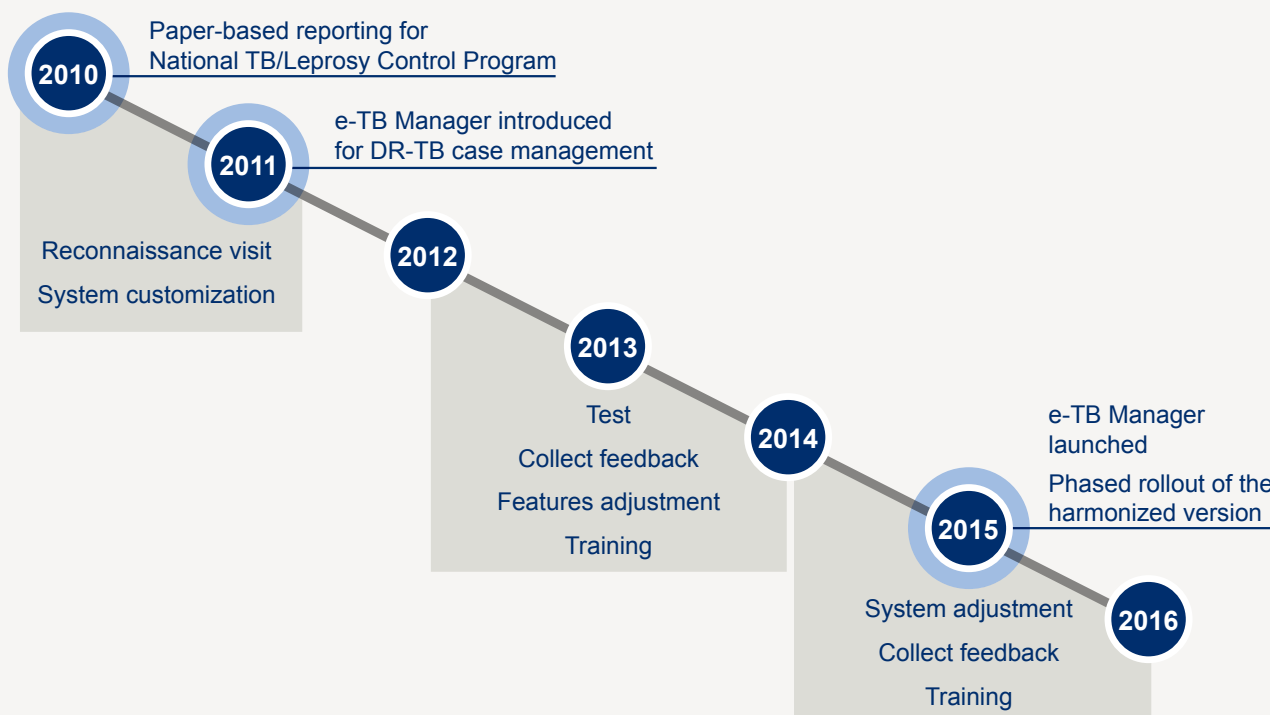 2010
Paper-based reporting for
National TB/Leprosy Control Program
2011
e-TB Manager introduced
for DR-TB case management
Reconnaissance visit
System customization
2012
2013
Test
Collect feedback
Features adjustment
Training
2014
e-TB Manager
launched
Phased rollout of the
harmonized version
2015
System adjustment
Collect feedback
Training
2016